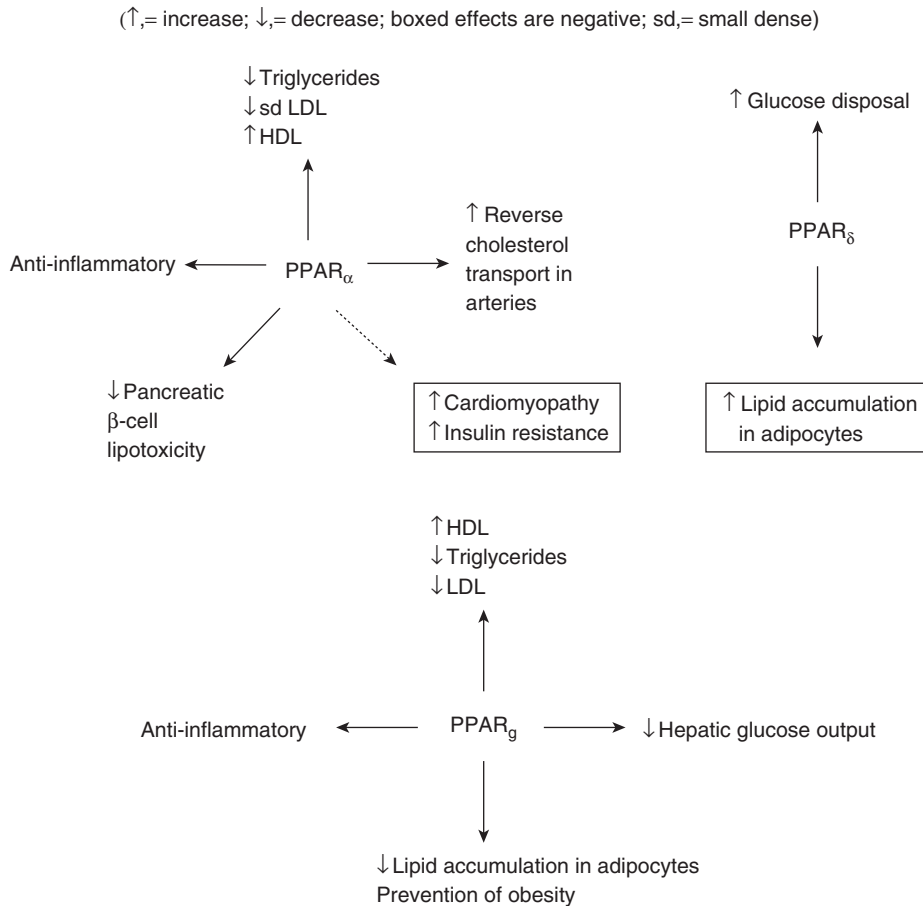 (↑,= increase; ↓,= decrease; boxed effects are negative; sd,= small dense)
↓Triglycerides
↓sd LDL
↑HDL
↑ Glucose disposal
Anti-inflammatory
PPARα
↑ Reverse
cholesterol
transport in
arteries
PPARδ
↓Pancreatic
β-cell
lipotoxicity
↑Cardiomyopathy
↑Insulin resistance
↑ Lipid accumulation
in adipocytes
↑HDL
↓Triglycerides
↓LDL
Anti-inflammatory
PPARg
↓Hepatic glucose output
↓Lipid accumulation in adipocytes
Prevention of obesity